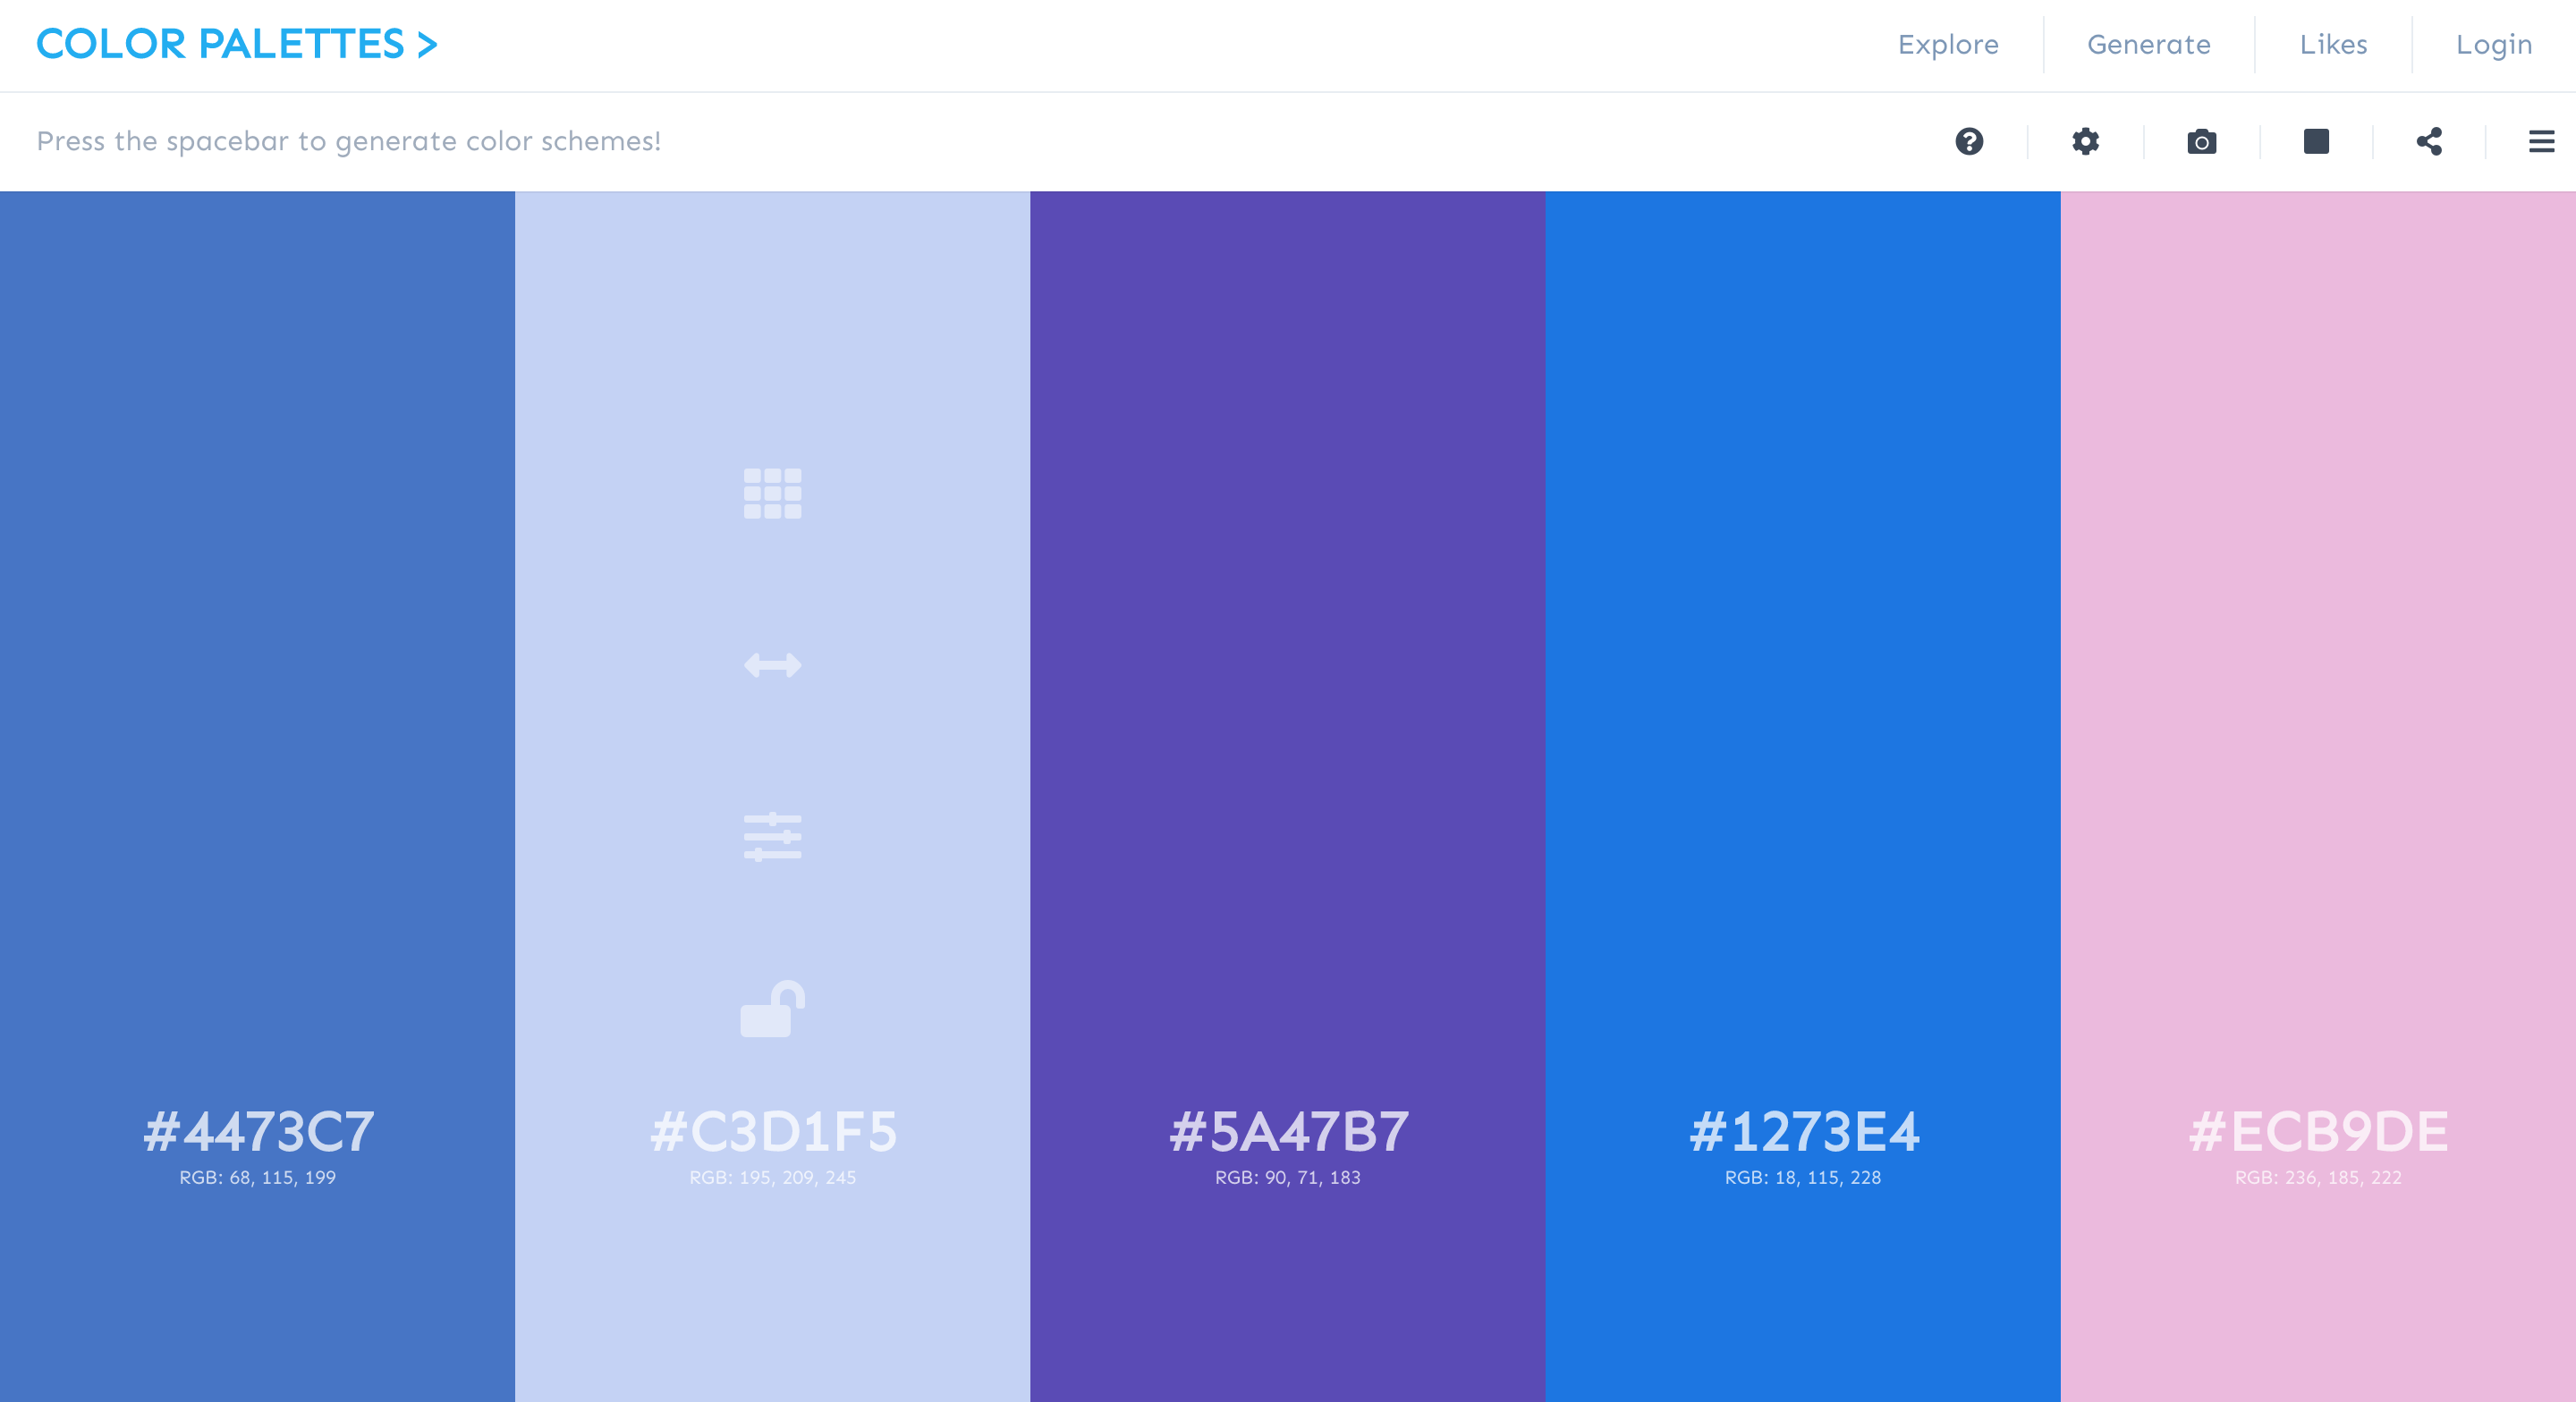 COLOR PALETTES >
Explore
Generate
Likes
Login
Press the spacebar to generate color schemes!
#4473C7
RGB: 68, 115, 199
#C3D1F5
RGB: 195, 209, 245
#5A47B7
RGB: 90, 71, 183
#1273E4
RGB: 18, 115, 228
#ECB9DE
RGB: 236, 185, 222